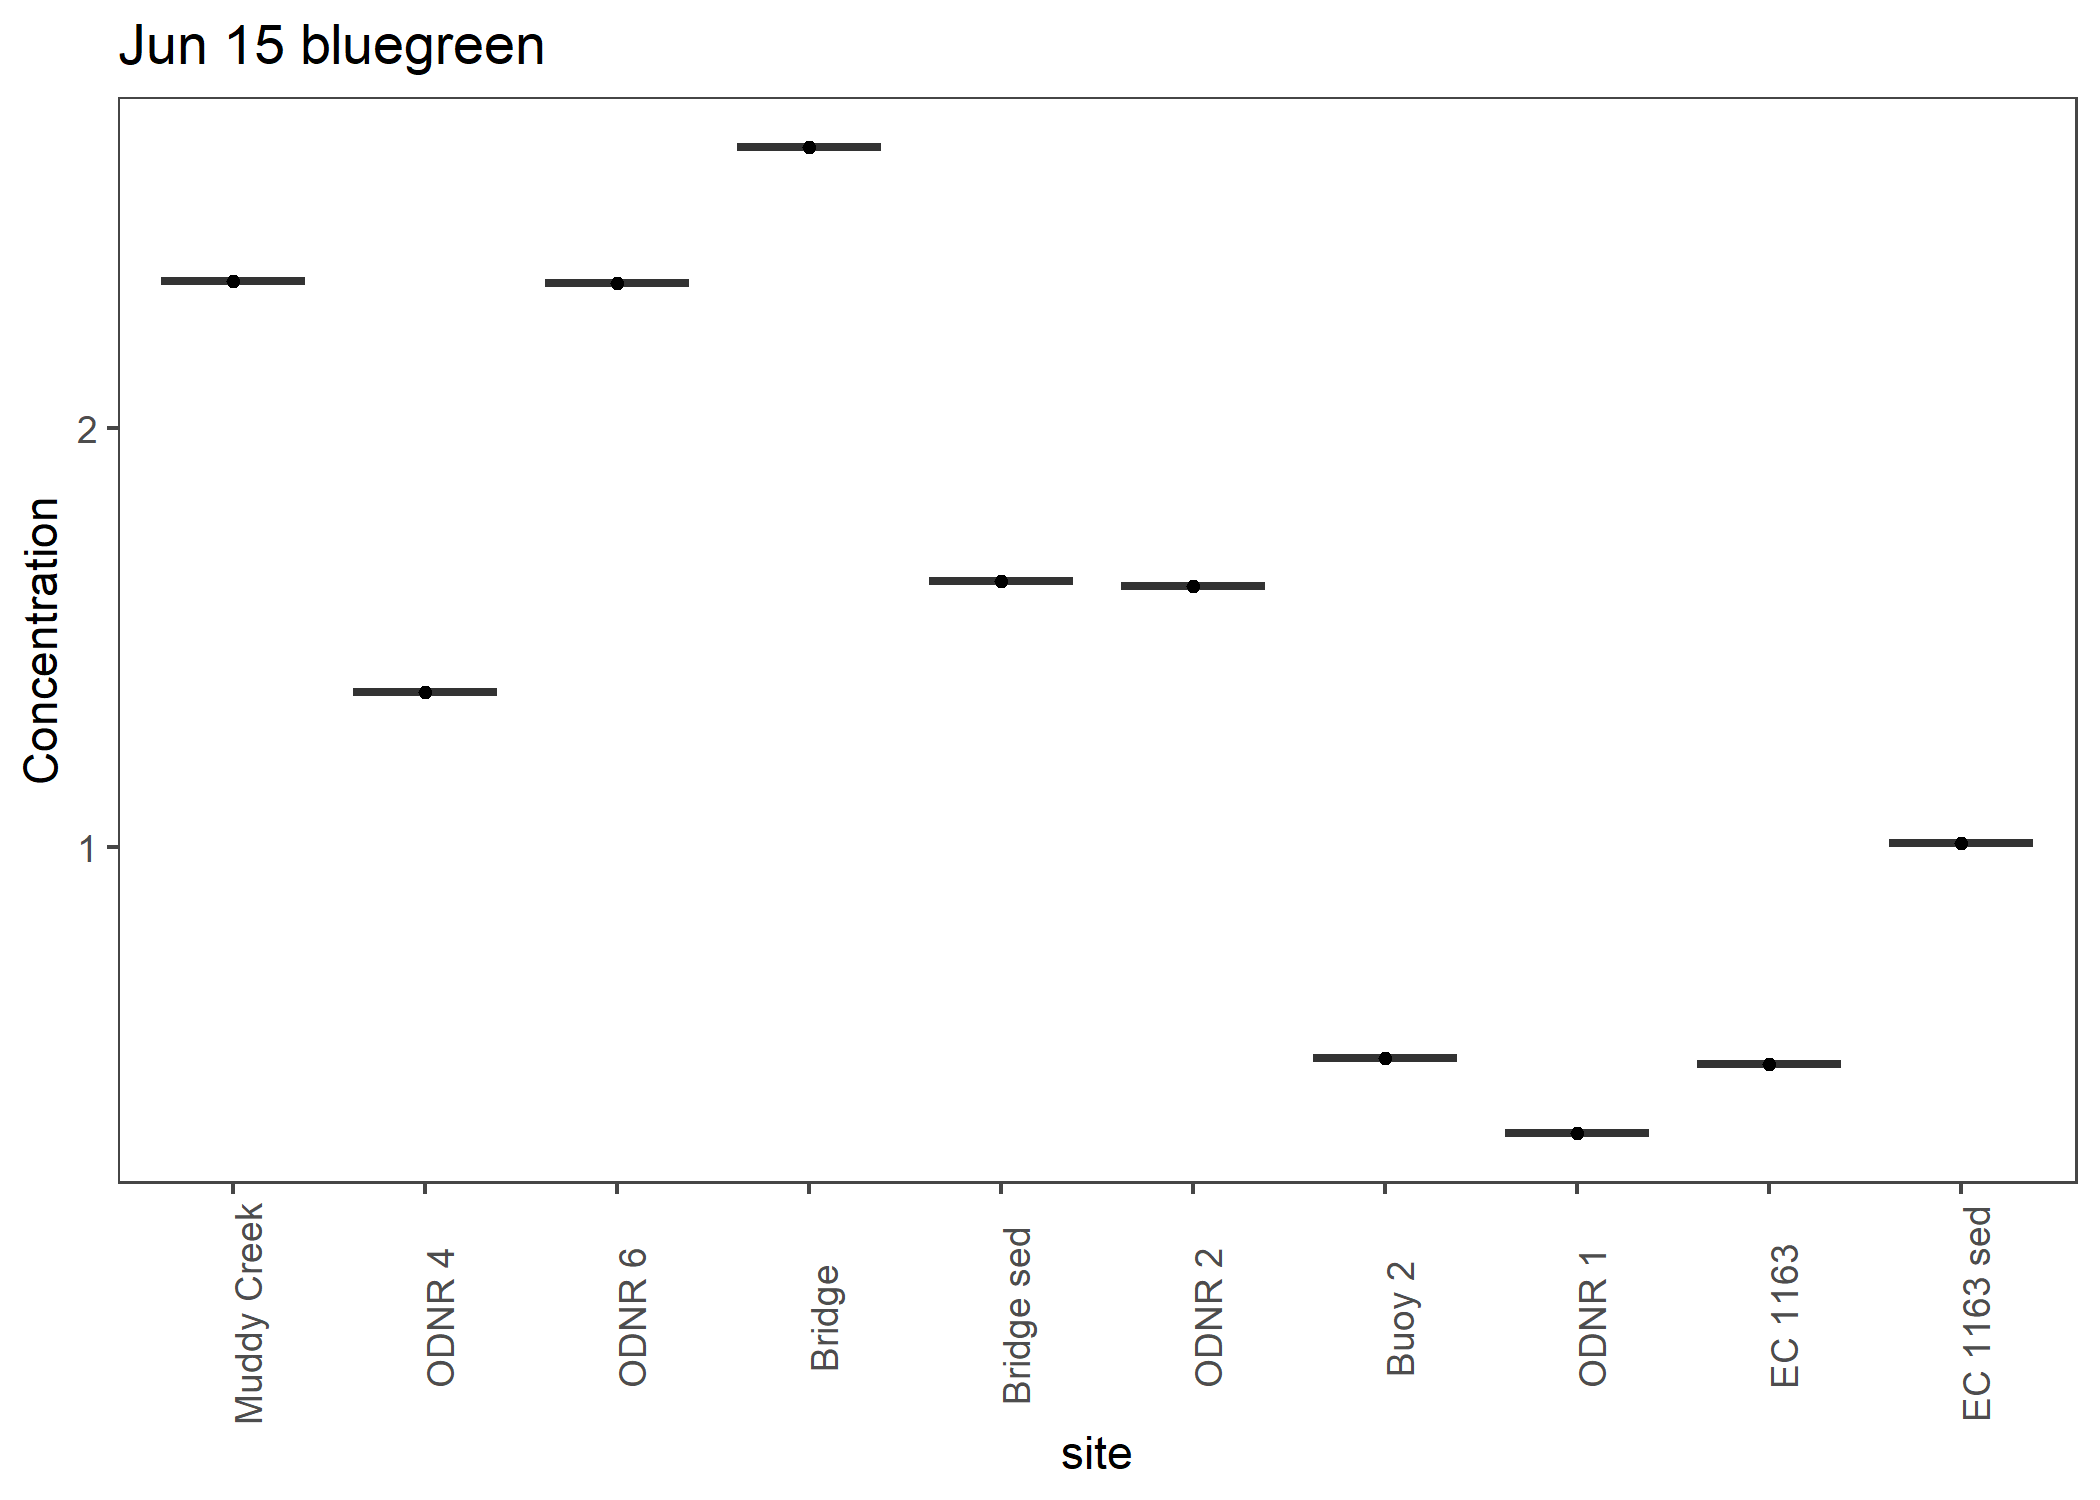 Jun 15 bluegreen
Concentration
2
1
Muddy Creek
ODNR 4
ODNR 6
Bridge
Bridge sed
ODNR 2
Buoy 2
ODNR 1
EC 1163
EC 1163 sed
site